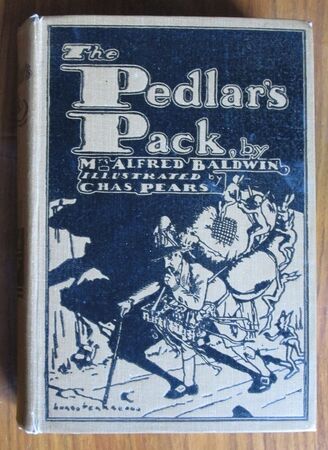 The
Pedlar's
Pack, by
Mrs ALFRED BALDWIN
ILLUSTRATED by
CHAS PEARS